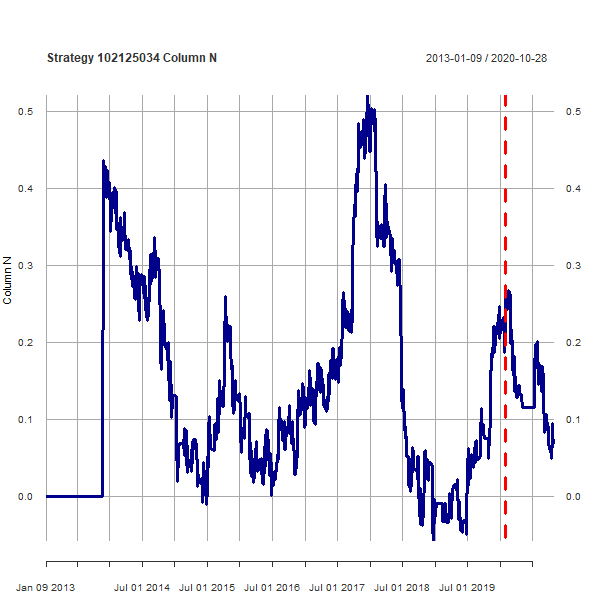 Strategy 102125034 Column N
2013-01-09 / 2020-10-28
0.5
0.5
0.4
0.4
0.3
0.3
Column N
0.2
0.2
0.1
0.1
0.0
0.0
Jan 09 2013
Jul 01 2014
Jul 01 2015
Jul 01 2016
Jul 01 2017
Jul 01 2018
Jul 01 2019